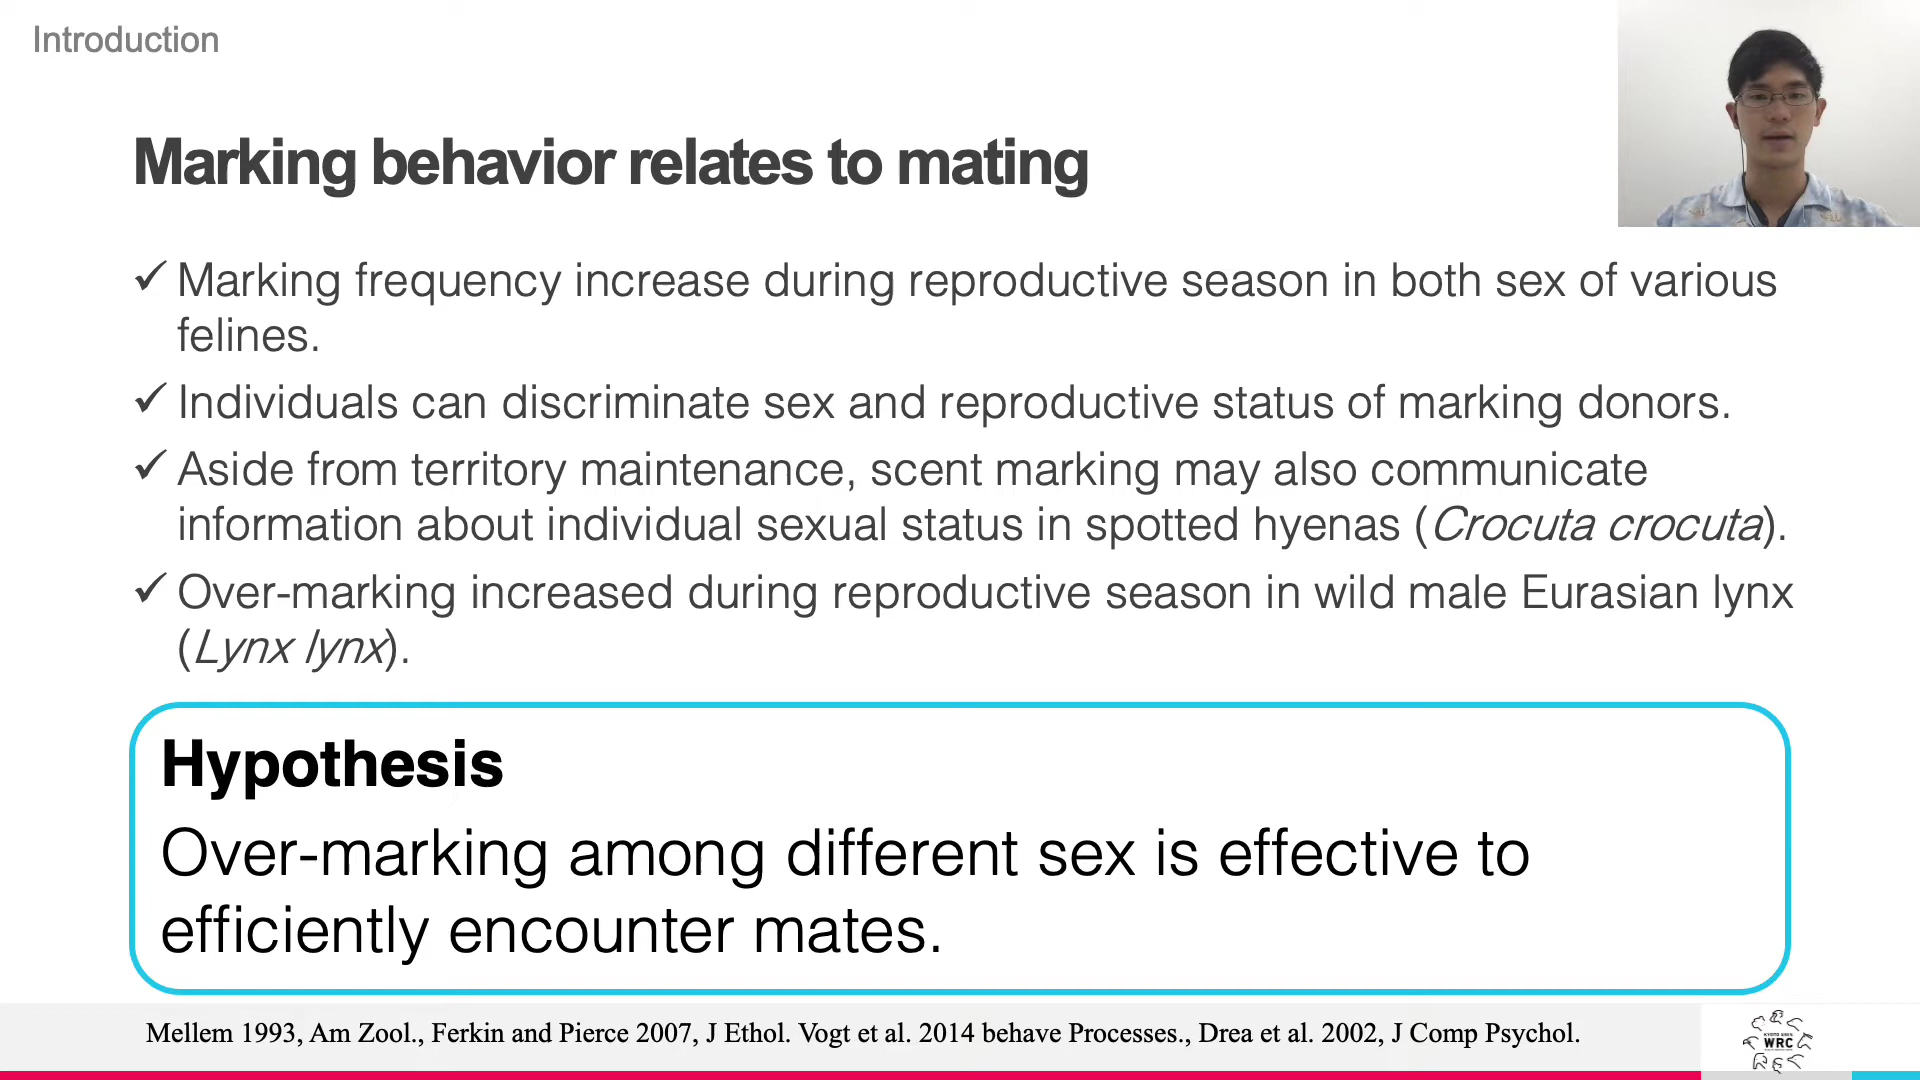 Introduction
Marking behavior relates to mating
✓ Marking frequency increase during reproductive season in both sex of various
felines.
✓ Individuals can discriminate sex and reproductive status of marking donors.
✓ Aside from territory maintenance, scent marking may also communicate
information about individual sexual status in spotted hyenas (Crocuta crocuta).
✓ Over-marking increased during reproductive season in wild male Eurasian lynx
(Lynx lynx).
Hypothesis
Over-marking among different sex is effective to
efficiently encounter mates.
Mellem 1993, Am Zool., Ferkin and Pierce 2007, J Ethol. Vogt et al. 2014 behave Processes., Drea et al. 2002, J Comp Psychol.
WRC